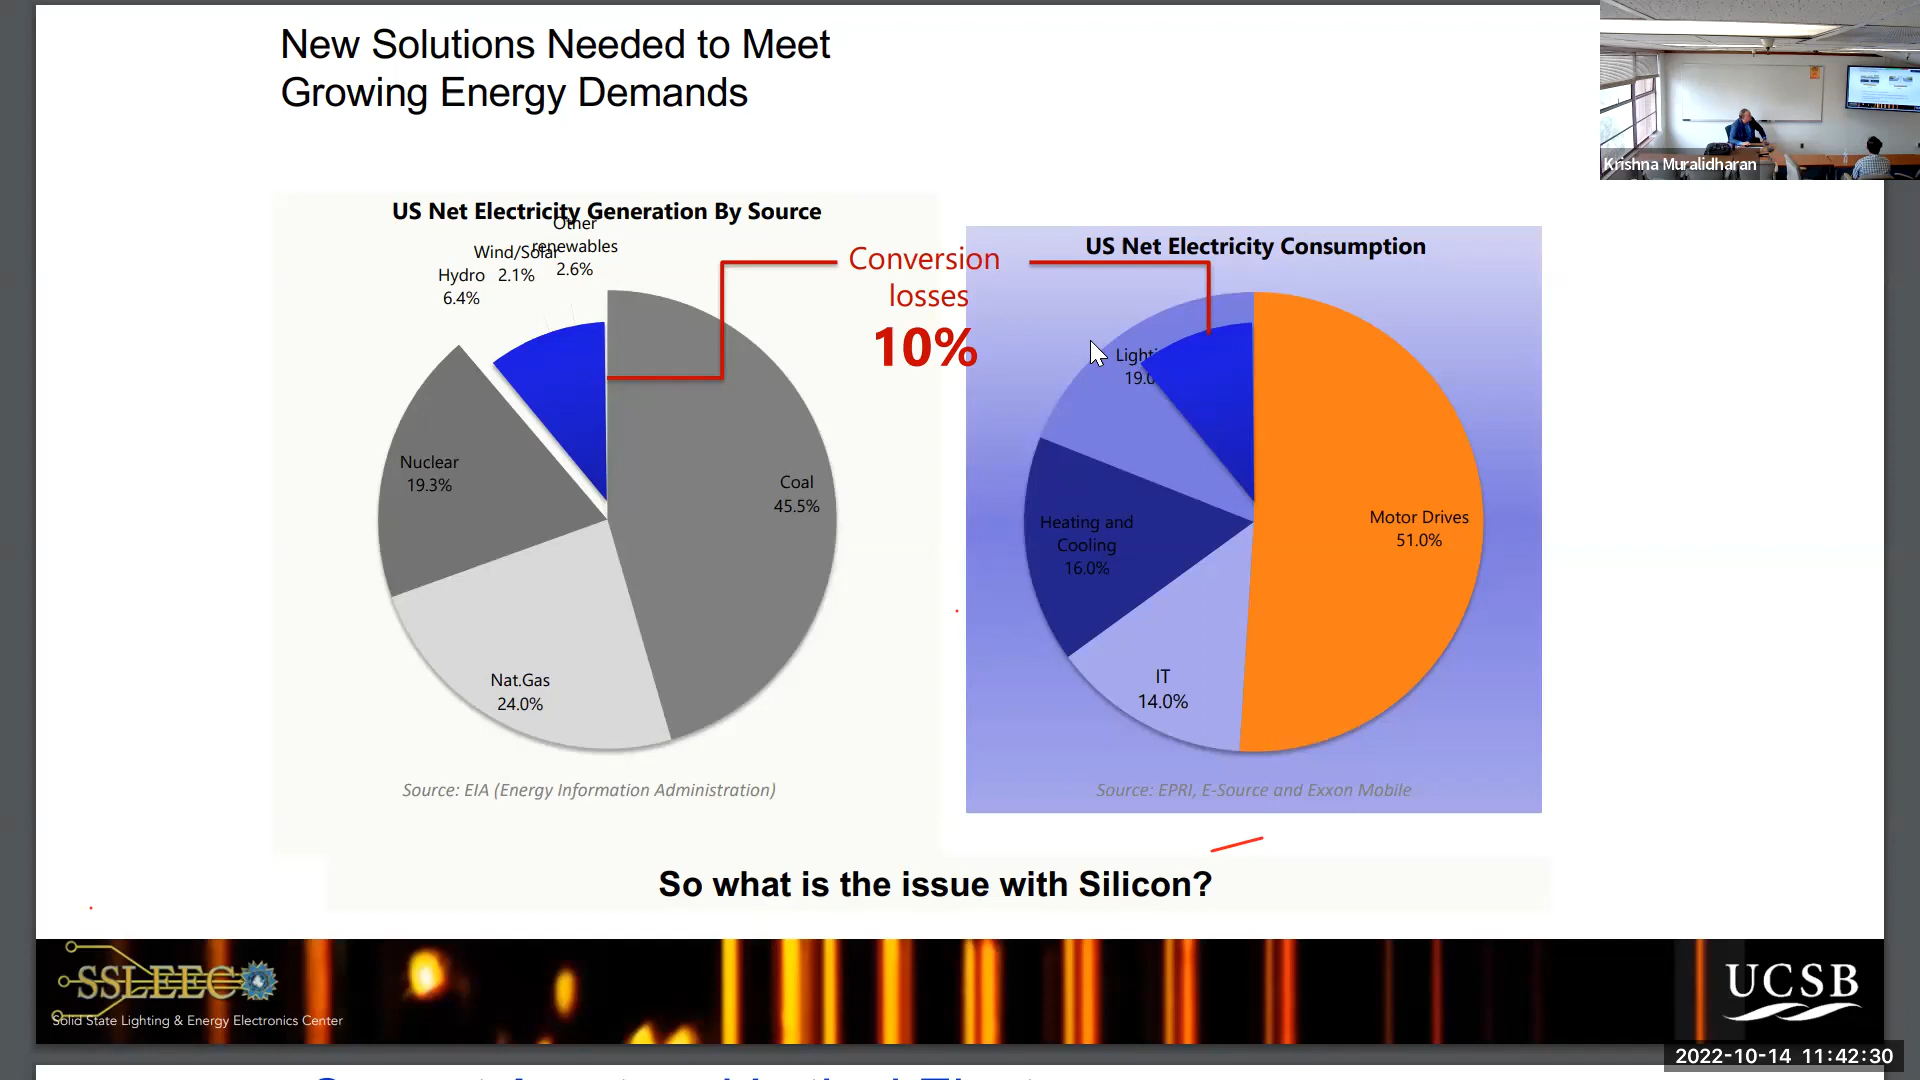 New Solutions Needed to Meet
Growing Energy Demands
Krishna Muralidharan
US Net Electricity Generation By Source
Other
renewables
2.6%
Wind/Solar
2.1%
Hydro
6.4%
Nuclear
19.3%
Coal
45.5%
Nat.Gas
24.0%
Source: EIA (Energy Information Administration)
Conversion
losses
10%
US Net Electricity Consumption
Lighti
19.0
Heating and
Cooling
16.0%
Motor Drives
51.0%
IT
14.0%
Source: EPRI, E-Source and Exxon Mobile
So what is the issue with Silicon?
SSLEEC
Solid State Lighting & Energy Electronics Center
UCSB
2022-10-14 11:42:30